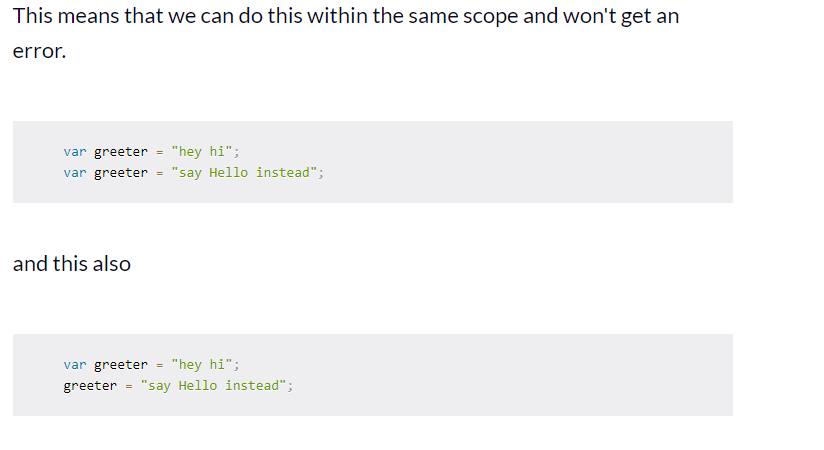 This means that we can do this within the same scope and won't get an
error.
var greeter = "hey hi";
var greeter = "say Hello instead";
and this also
var greeter = "hey hi";
greeter = "say Hello instead";